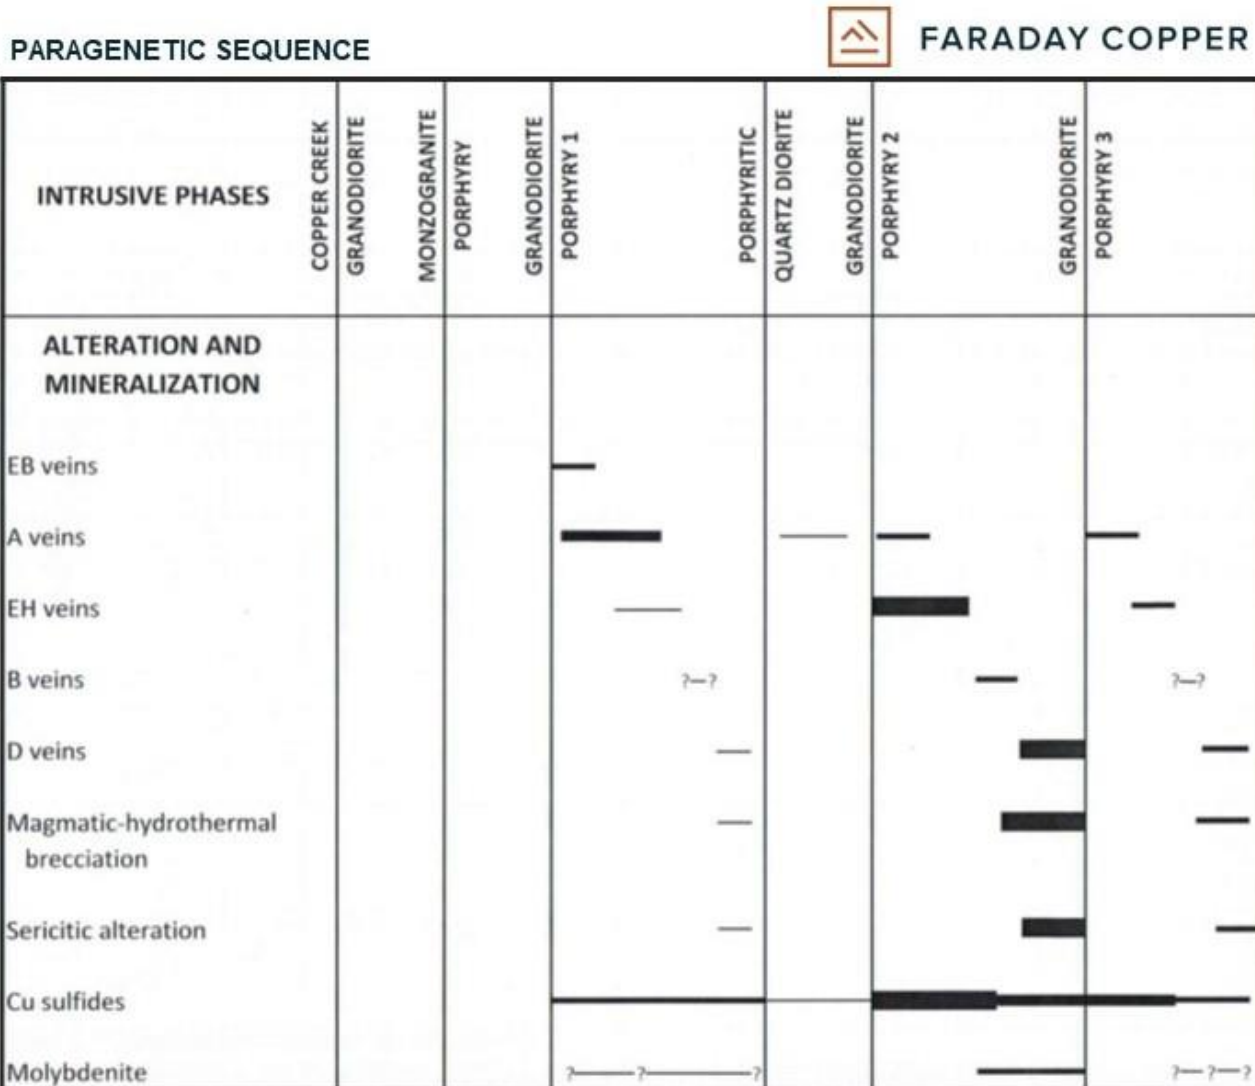 PARAGENETIC SEQUENCE
FARADAY COPPER
INTRUSIVE PHASES
COPPER CREEK
GRANODIORITE
MONZOGRANITE
PORPHYRY
GRANODIORITE
PORPHYRY 1
PORPHYRITIC
QUARTZ DIORITE
GRANODIORITE
PORPHYRY 2
GRANODIORITE
PORPHYRY 3
ALTERATION AND
MINERALIZATION
EB veins
A veins
EH veins
B veins ?—? ?—?
D veins
Magmatic-hydrothermal
brecciation
Sericitic alteration
Cu sulfides
Molybdenite ?—?—? ?—?—?